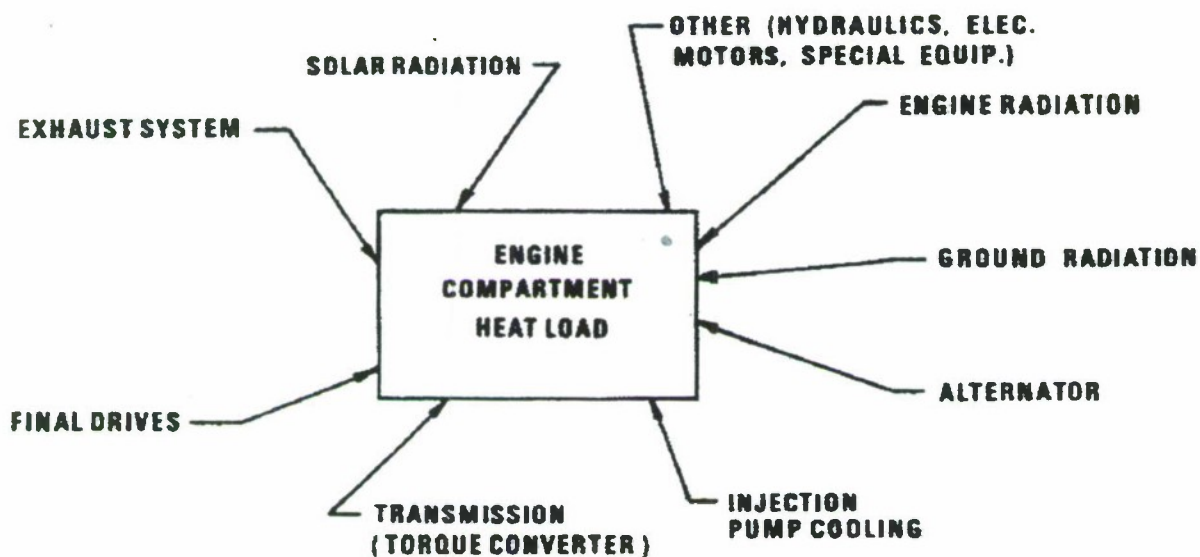 OTHER (HYDRAULICS, ELEC.
MOTORS, SPECIAL EQUIP.)
SOLAR RADIATION
ENGINE RADIATION
EXHAUST SYSTEM
ENGINE
COMPARTMENT
HEAT LOAD
GROUND RADIATION
ALTERNATOR
FINAL DRIVES
TRANSMISSION
(TORQUE CONVERTER)
INJECTION
PUMP COOLING